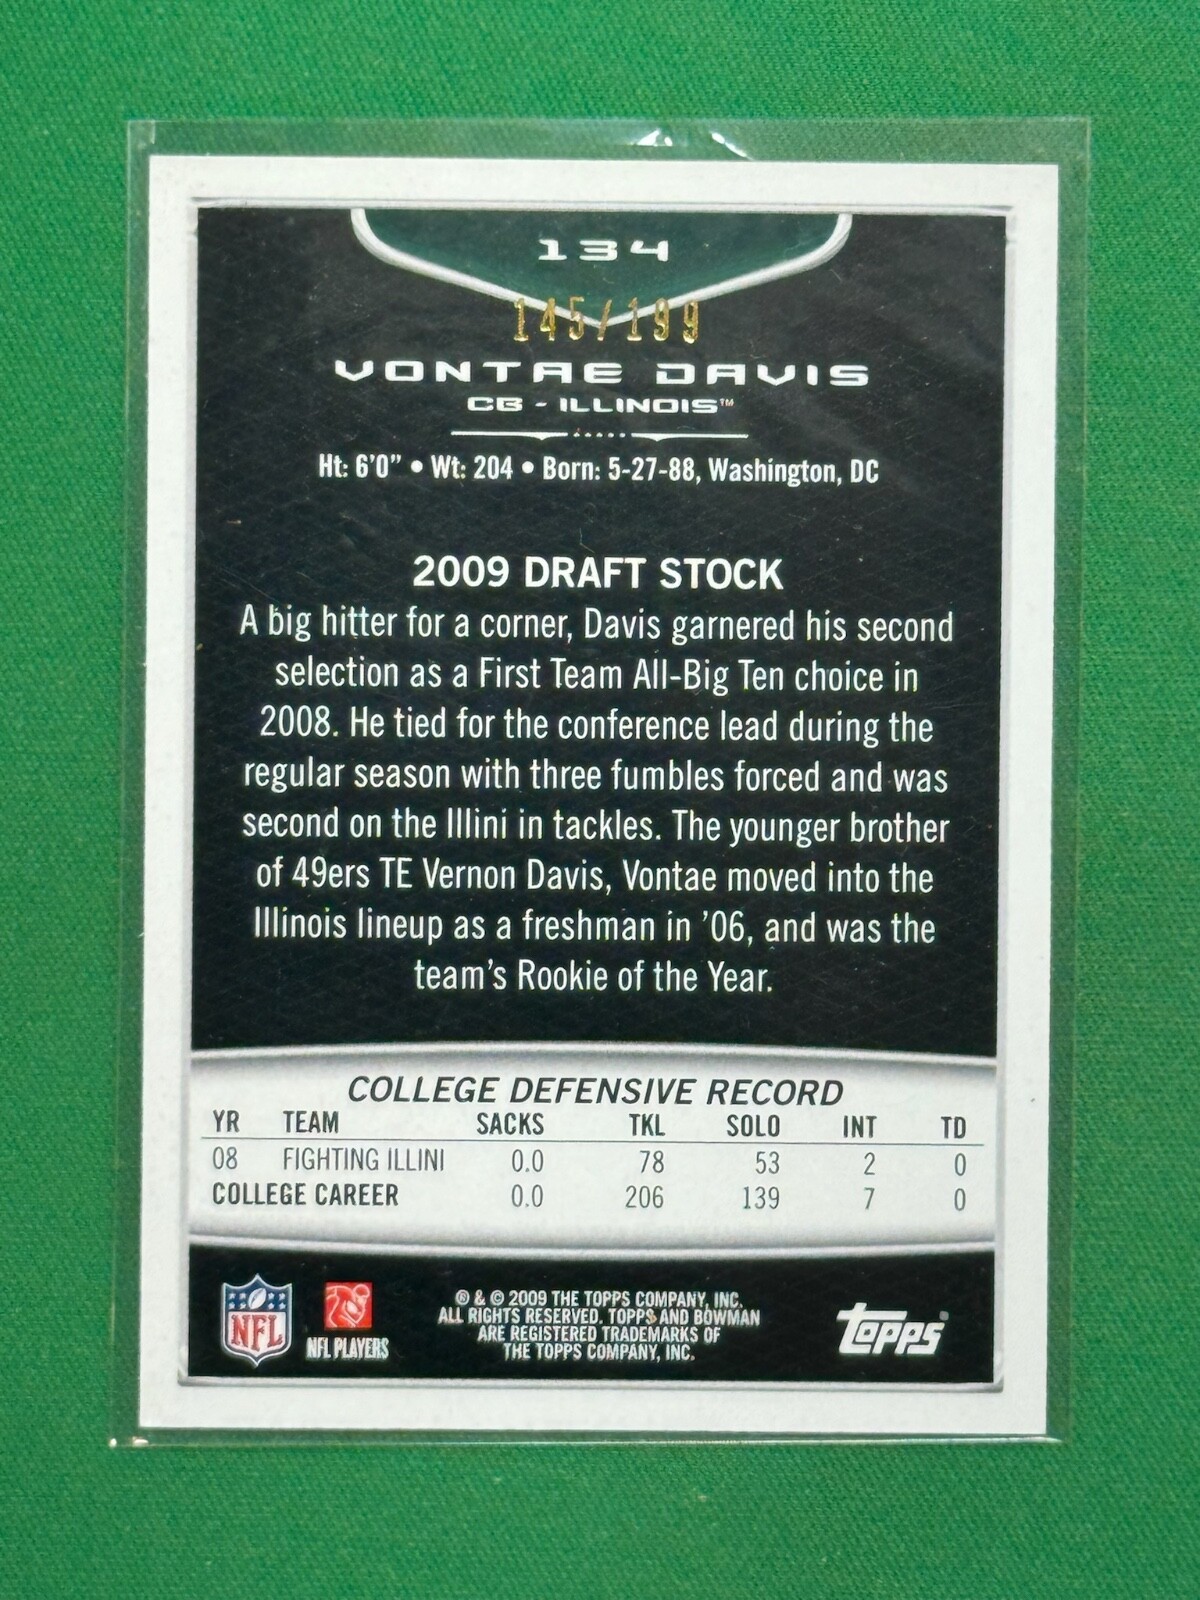 134
145/199
VONTAE DAVIS
CB - ILLINOIS™
Ht: 6'0" • Wt: 204 • Born: 5-27-88, Washington, DC
2009 DRAFT STOCK
A big hitter for a corner, Davis garnered his second
selection as a First Team All-Big Ten choice in
2008. He tied for the conference lead during the
regular season with three fumbles forced and was
second on the Illini in tackles. The younger brother
of 49ers TE Vernon Davis, Vontae moved into the
Illinois lineup as a freshman in '06, and was the
team's Rookie of the Year.
COLLEGE DEFENSIVE RECORD
YR TEAM SACKS TKL SOLO INT TD
08 FIGHTING ILLINI 0.0 78 53 2 0
COLLEGE CAREER 0.0 206 139 7 0
NFL
NFL PLAYERS
® & © 2009 THE TOPPS COMPANY, INC.
ALL RIGHTS RESERVED. TOPPS AND BOWMAN
ARE REGISTERED TRADEMARKS OF
THE TOPPS COMPANY, INC.
Topps®